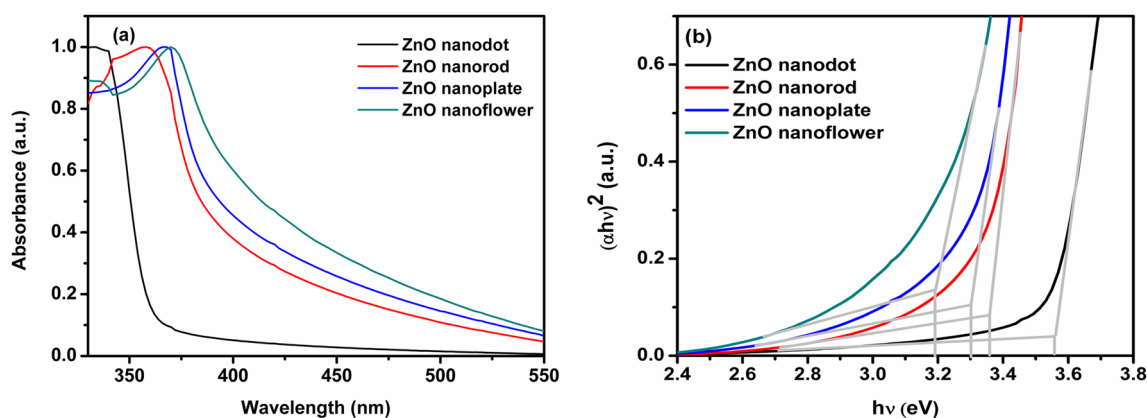 (a)
ZnO nanodot
ZnO nanorod
ZnO nanoplate
ZnO nanoflower
Absorbance (a.u.)
1.0
0.8
0.6
0.4
0.2
0.0
350 400 450 500 550
Wavelength (nm)
(b)
ZnO nanodot
ZnO nanorod
ZnO nanoplate
ZnO nanoflower
(αhν)² (a.u.)
0.6
0.4
0.2
0.0
2.4 2.6 2.8 3.0 3.2 3.4 3.6 3.8
hν (eV)